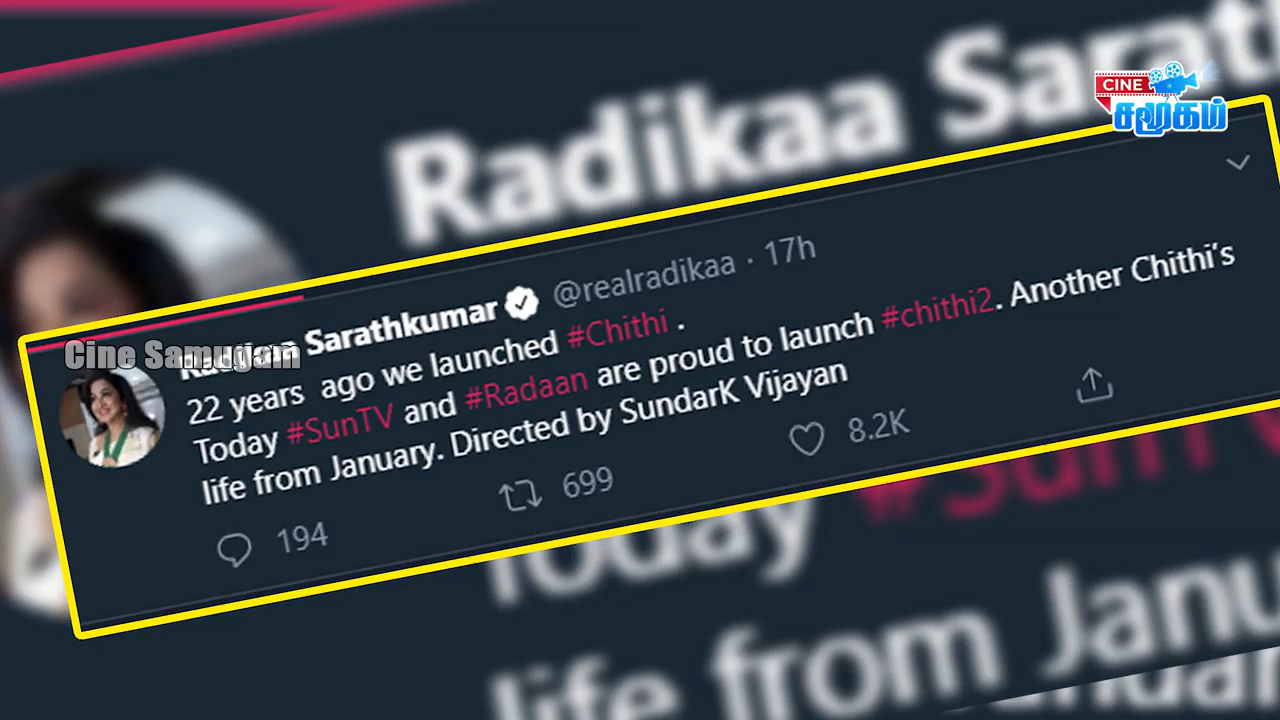 CINE
சமூகம்
Radikaa Sarath
Radikaa Sarathkumar @realradikaa · 17h
Cine Samugam
22 years ago we launched #Chithi .
Today #SunTV and #Radaan are proud to launch #chithi2. Another Chithi's
life from January. Directed by SundarK Vijayan
194
699
8.2K
#SunTV
Today
life from Janu